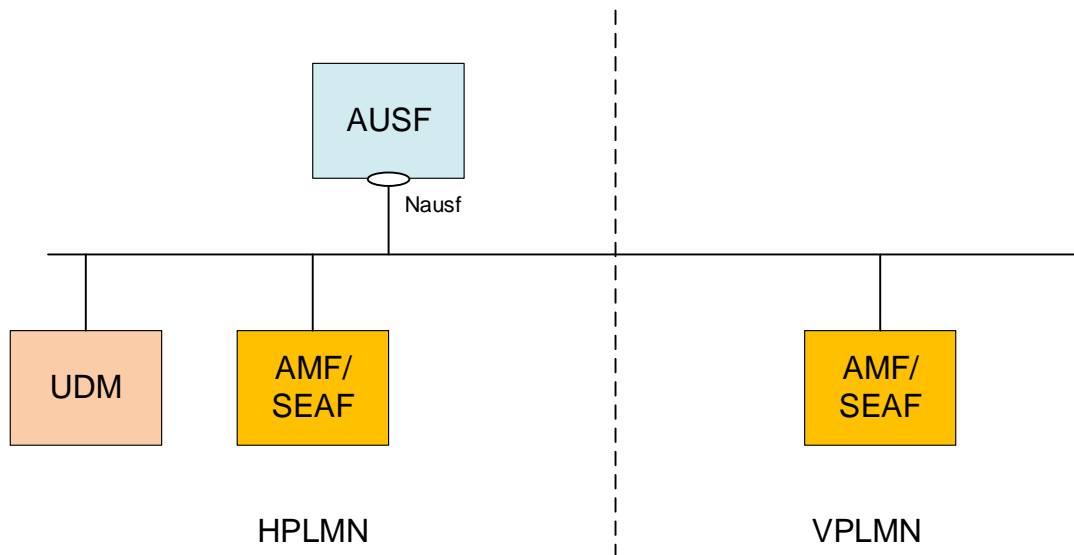 AUSF
Nausf
UDM
AMF/
SEAF
AMF/
SEAF
HPLMN
VPLMN